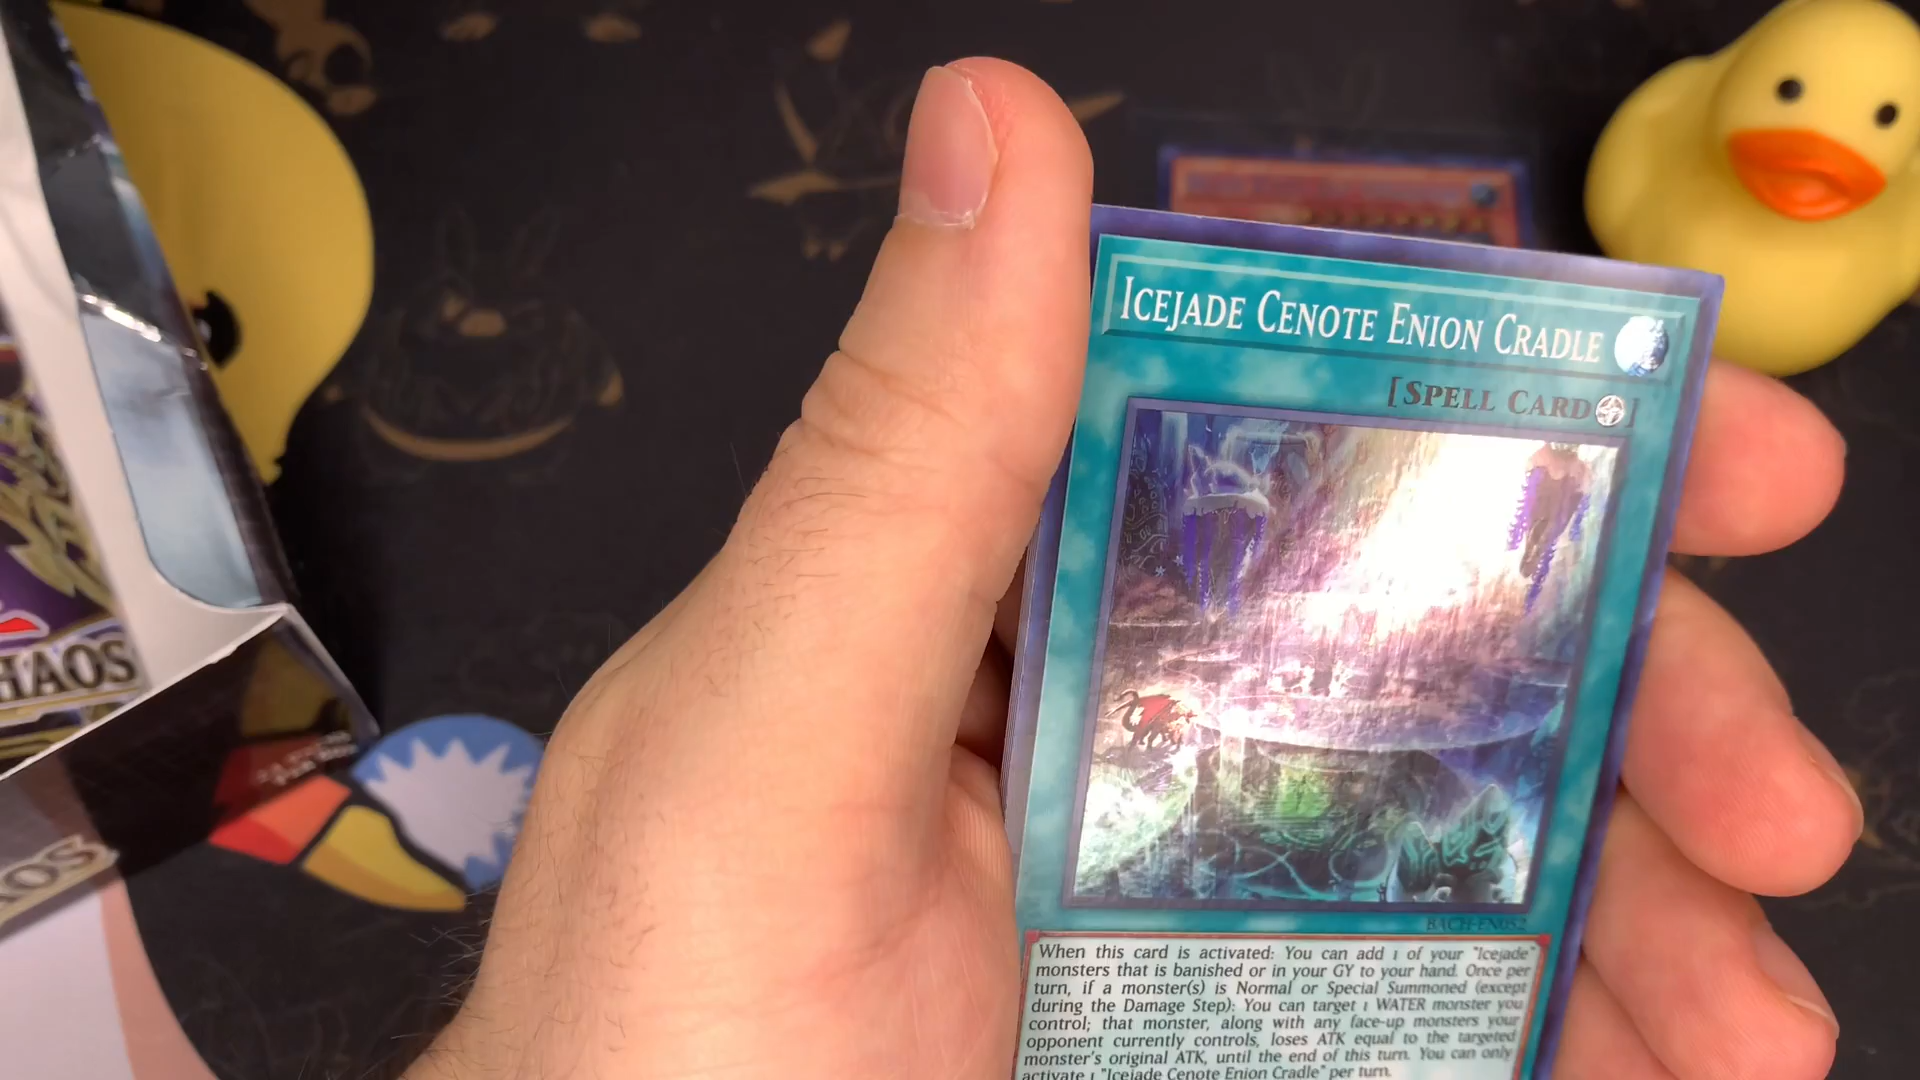 ICEJADE CENOTE ENION CRADLE
[SPELL CARD]
BACH-EN052
When this card is activated: You can add 1 of your "Icejade"
monsters that is banished or in your GY to your hand. Once per
turn, if a monster(s) is Normal or Special Summoned (except
during the Damage Step): You can target 1 WATER monster you
control; that monster, along with any face-up monsters your
opponent currently controls, loses ATK equal to the targeted
monster's original ATK, until the end of this turn. You can only
activate 1 "Icejade Cenote Enion Cradle" per turn.
HAOS
AOS